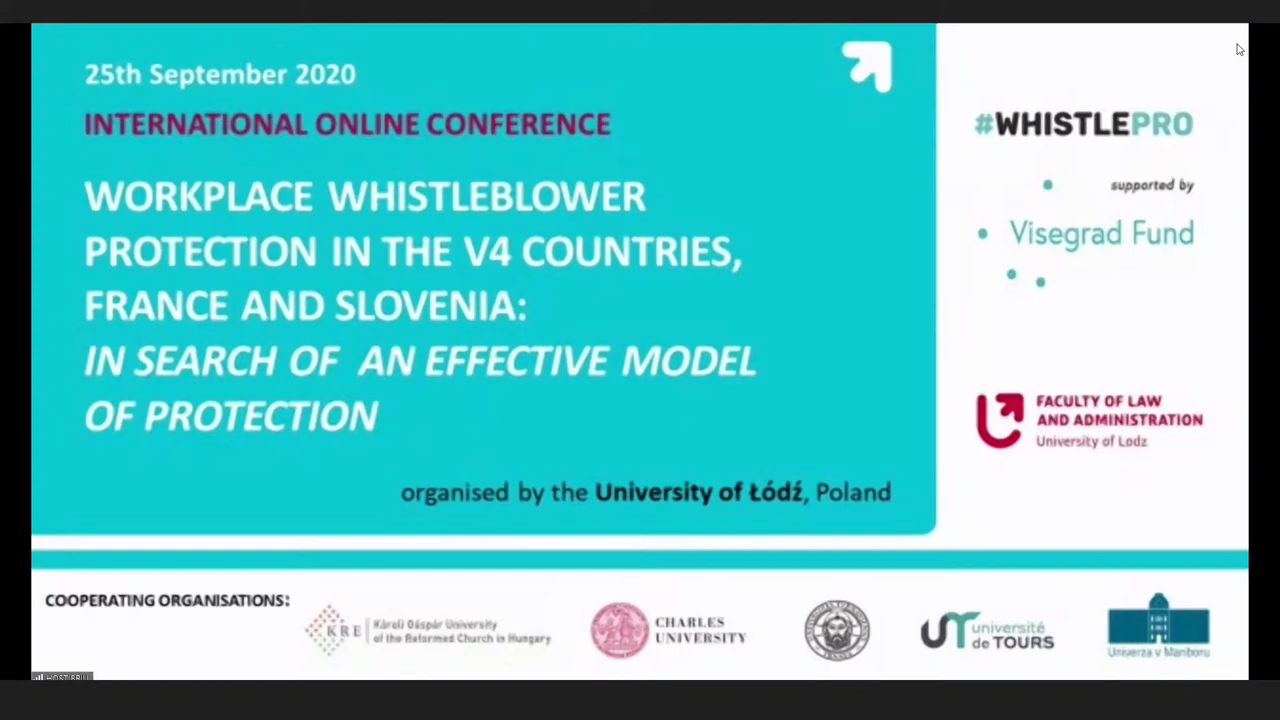 25th September 2020
INTERNATIONAL ONLINE CONFERENCE
WORKPLACE WHISTLEBLOWER
PROTECTION IN THE V4 COUNTRIES,
FRANCE AND SLOVENIA:
IN SEARCH OF AN EFFECTIVE MODEL
OF PROTECTION
organised by the University of Łódź, Poland
#WHISTLEPRO
supported by
Visegrad Fund
FACULTY OF LAW
AND ADMINISTRATION
University of Lodz
COOPERATING ORGANISATIONS:
KRE
Károli Gáspár University
of the Reformed Church in Hungary
CHARLES
UNIVERSITY
UT
université
de TOURS
Univerza v Mariboru